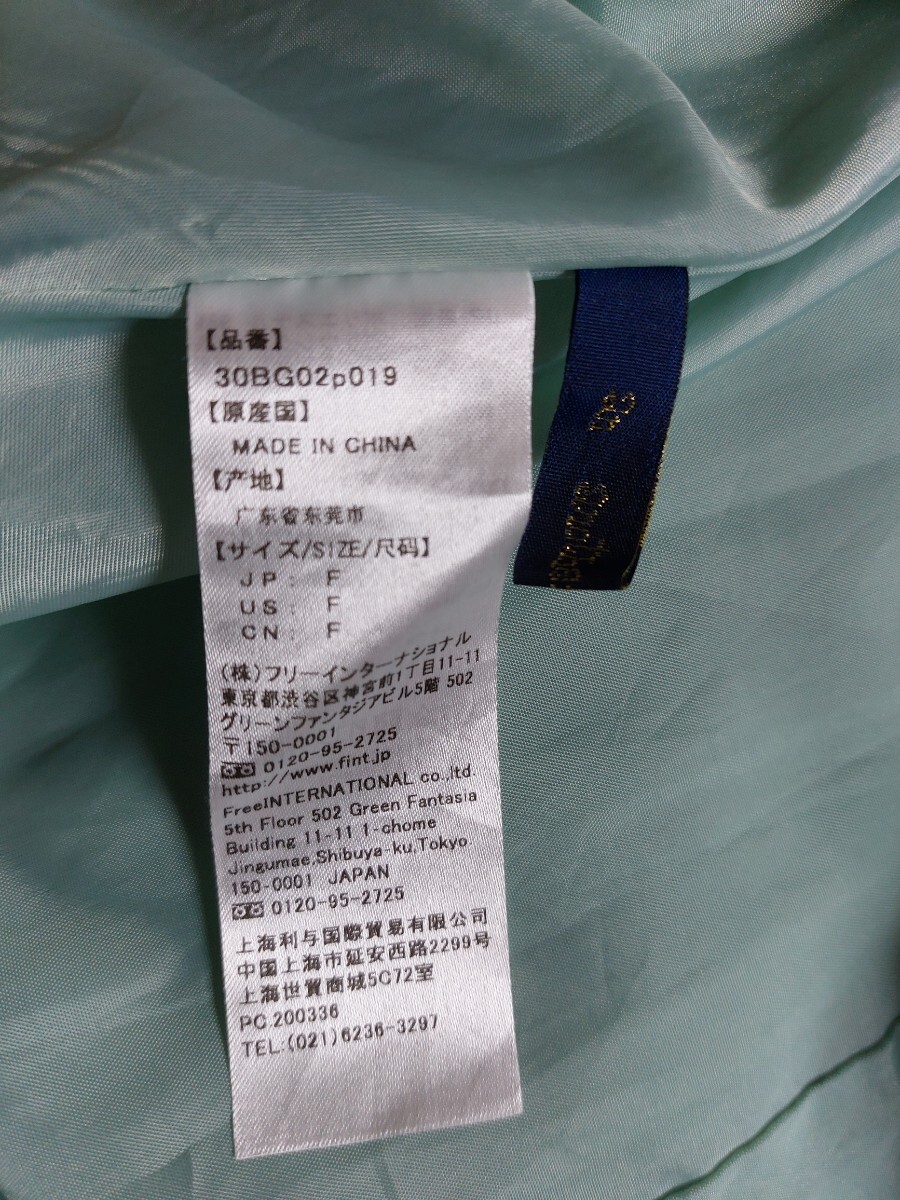 【品番】
30BG02p019
【原産国】
MADE IN CHINA
【产地】
广东省东莞市
【サイズ/SIZE/尺码】
JP: F
US: F
CN: F
(株)フリーインターナショナル
東京都渋谷区神宮前1丁目11-11
グリーンファンタジアビル5階 502
〒150-0001
0120-95-2725
http://www.fint.jp
FreeINTERNATIONAL co.,ltd.
5th Floor 502 Green Fantasia
Building 11-11 1-chome
Jingumae,Shibuya-ku,Tokyo
150-0001 JAPAN
0120-95-2725
上海利与国際貿易有限公司
中国上海市延安西路2299号
上海世貿商城5C72室
PC.200336
TEL:(021)6236-3297